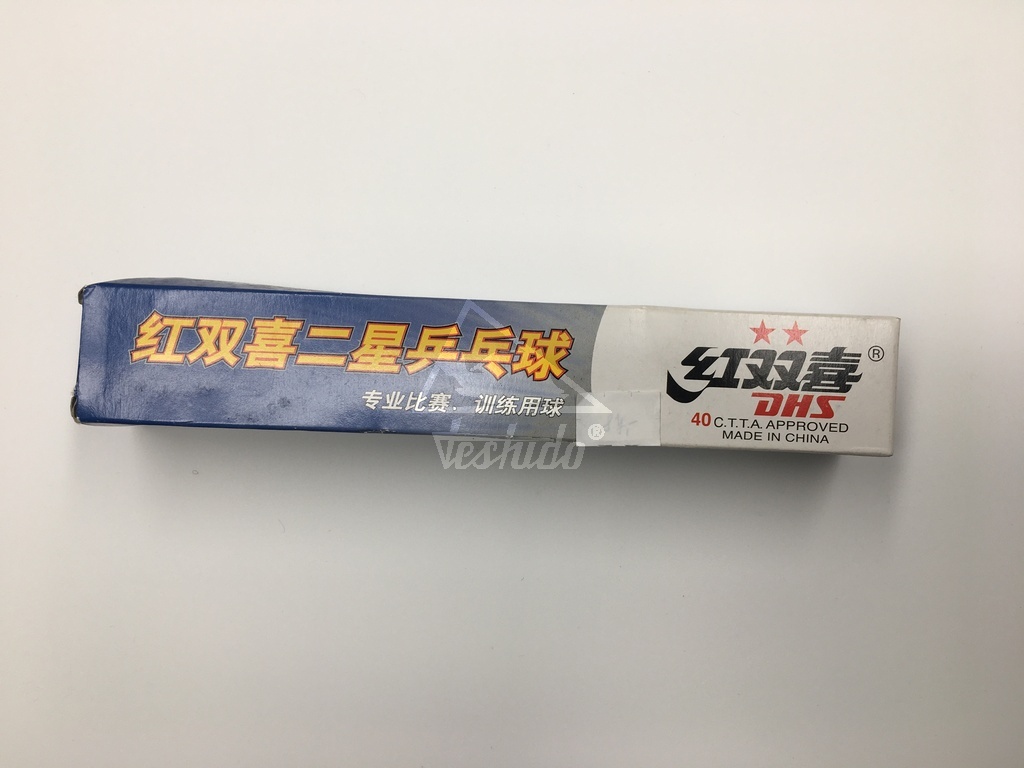 红双喜二星乒乓球
专业比赛．训练用球
红双喜®
DHS
40 C.T.T.A. APPROVED
MADE IN CHINA
Yeshido®